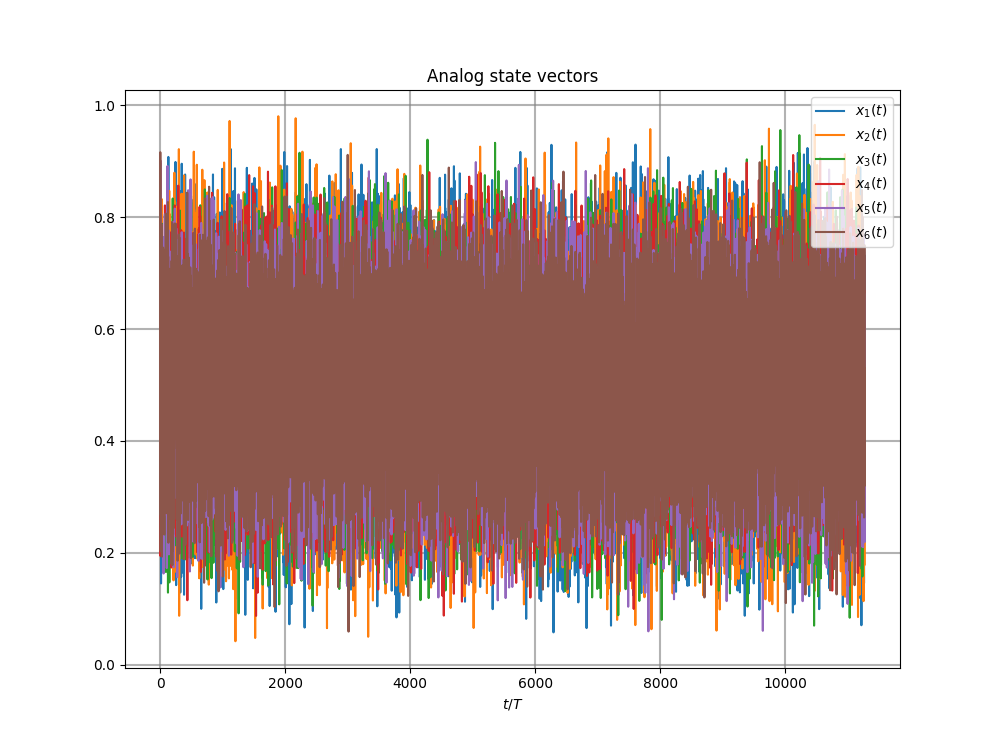 Analog state vectors
1.0
0.8
0.6
0.4
0.2
0.0
x₁(t)
x₂(t)
x₃(t)
x₄(t)
x₅(t)
x₆(t)
0 2000 4000 6000 8000 10000
t/T